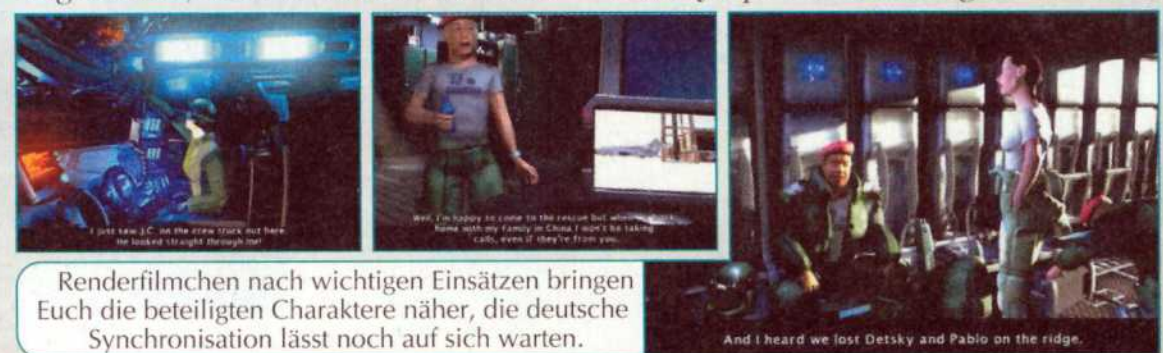 I just saw J.C. on the crew truck out here.
He looked straight through me!
Well, I'm happy to come to the rescue but when
home with my family in China I won't be taking
calls, even if they're from you.
And I heard we lost Detsky and Pablo on the ridge.
Renderfilmchen nach wichtigen Einsätzen bringen
Euch die beteiligten Charaktere näher, die deutsche
Synchronisation lässt noch auf sich warten.